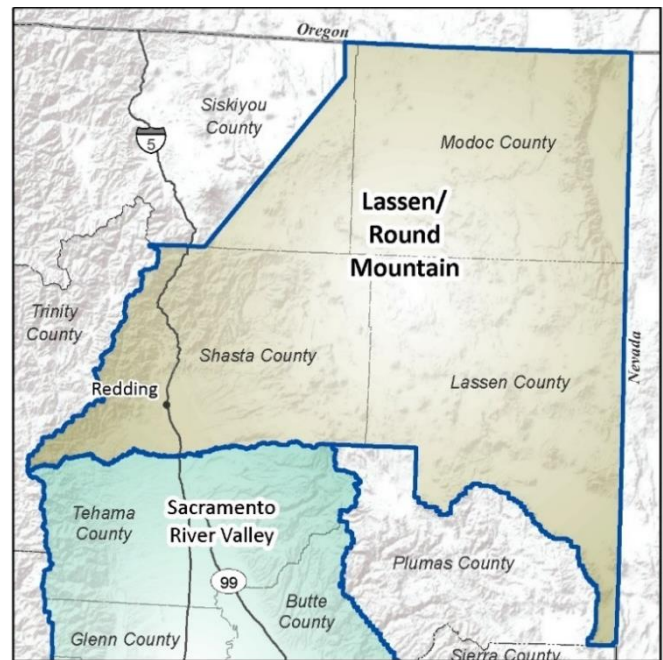 Oregon
Siskiyou
County
5
Modoc County
Lassen/
Round
Mountain
Trinity
County
Shasta County
Nevada
Redding
Lassen County
Tehama
County
Sacramento
River Valley
Plumas County
99
Butte
County
Glenn County
Sierra County